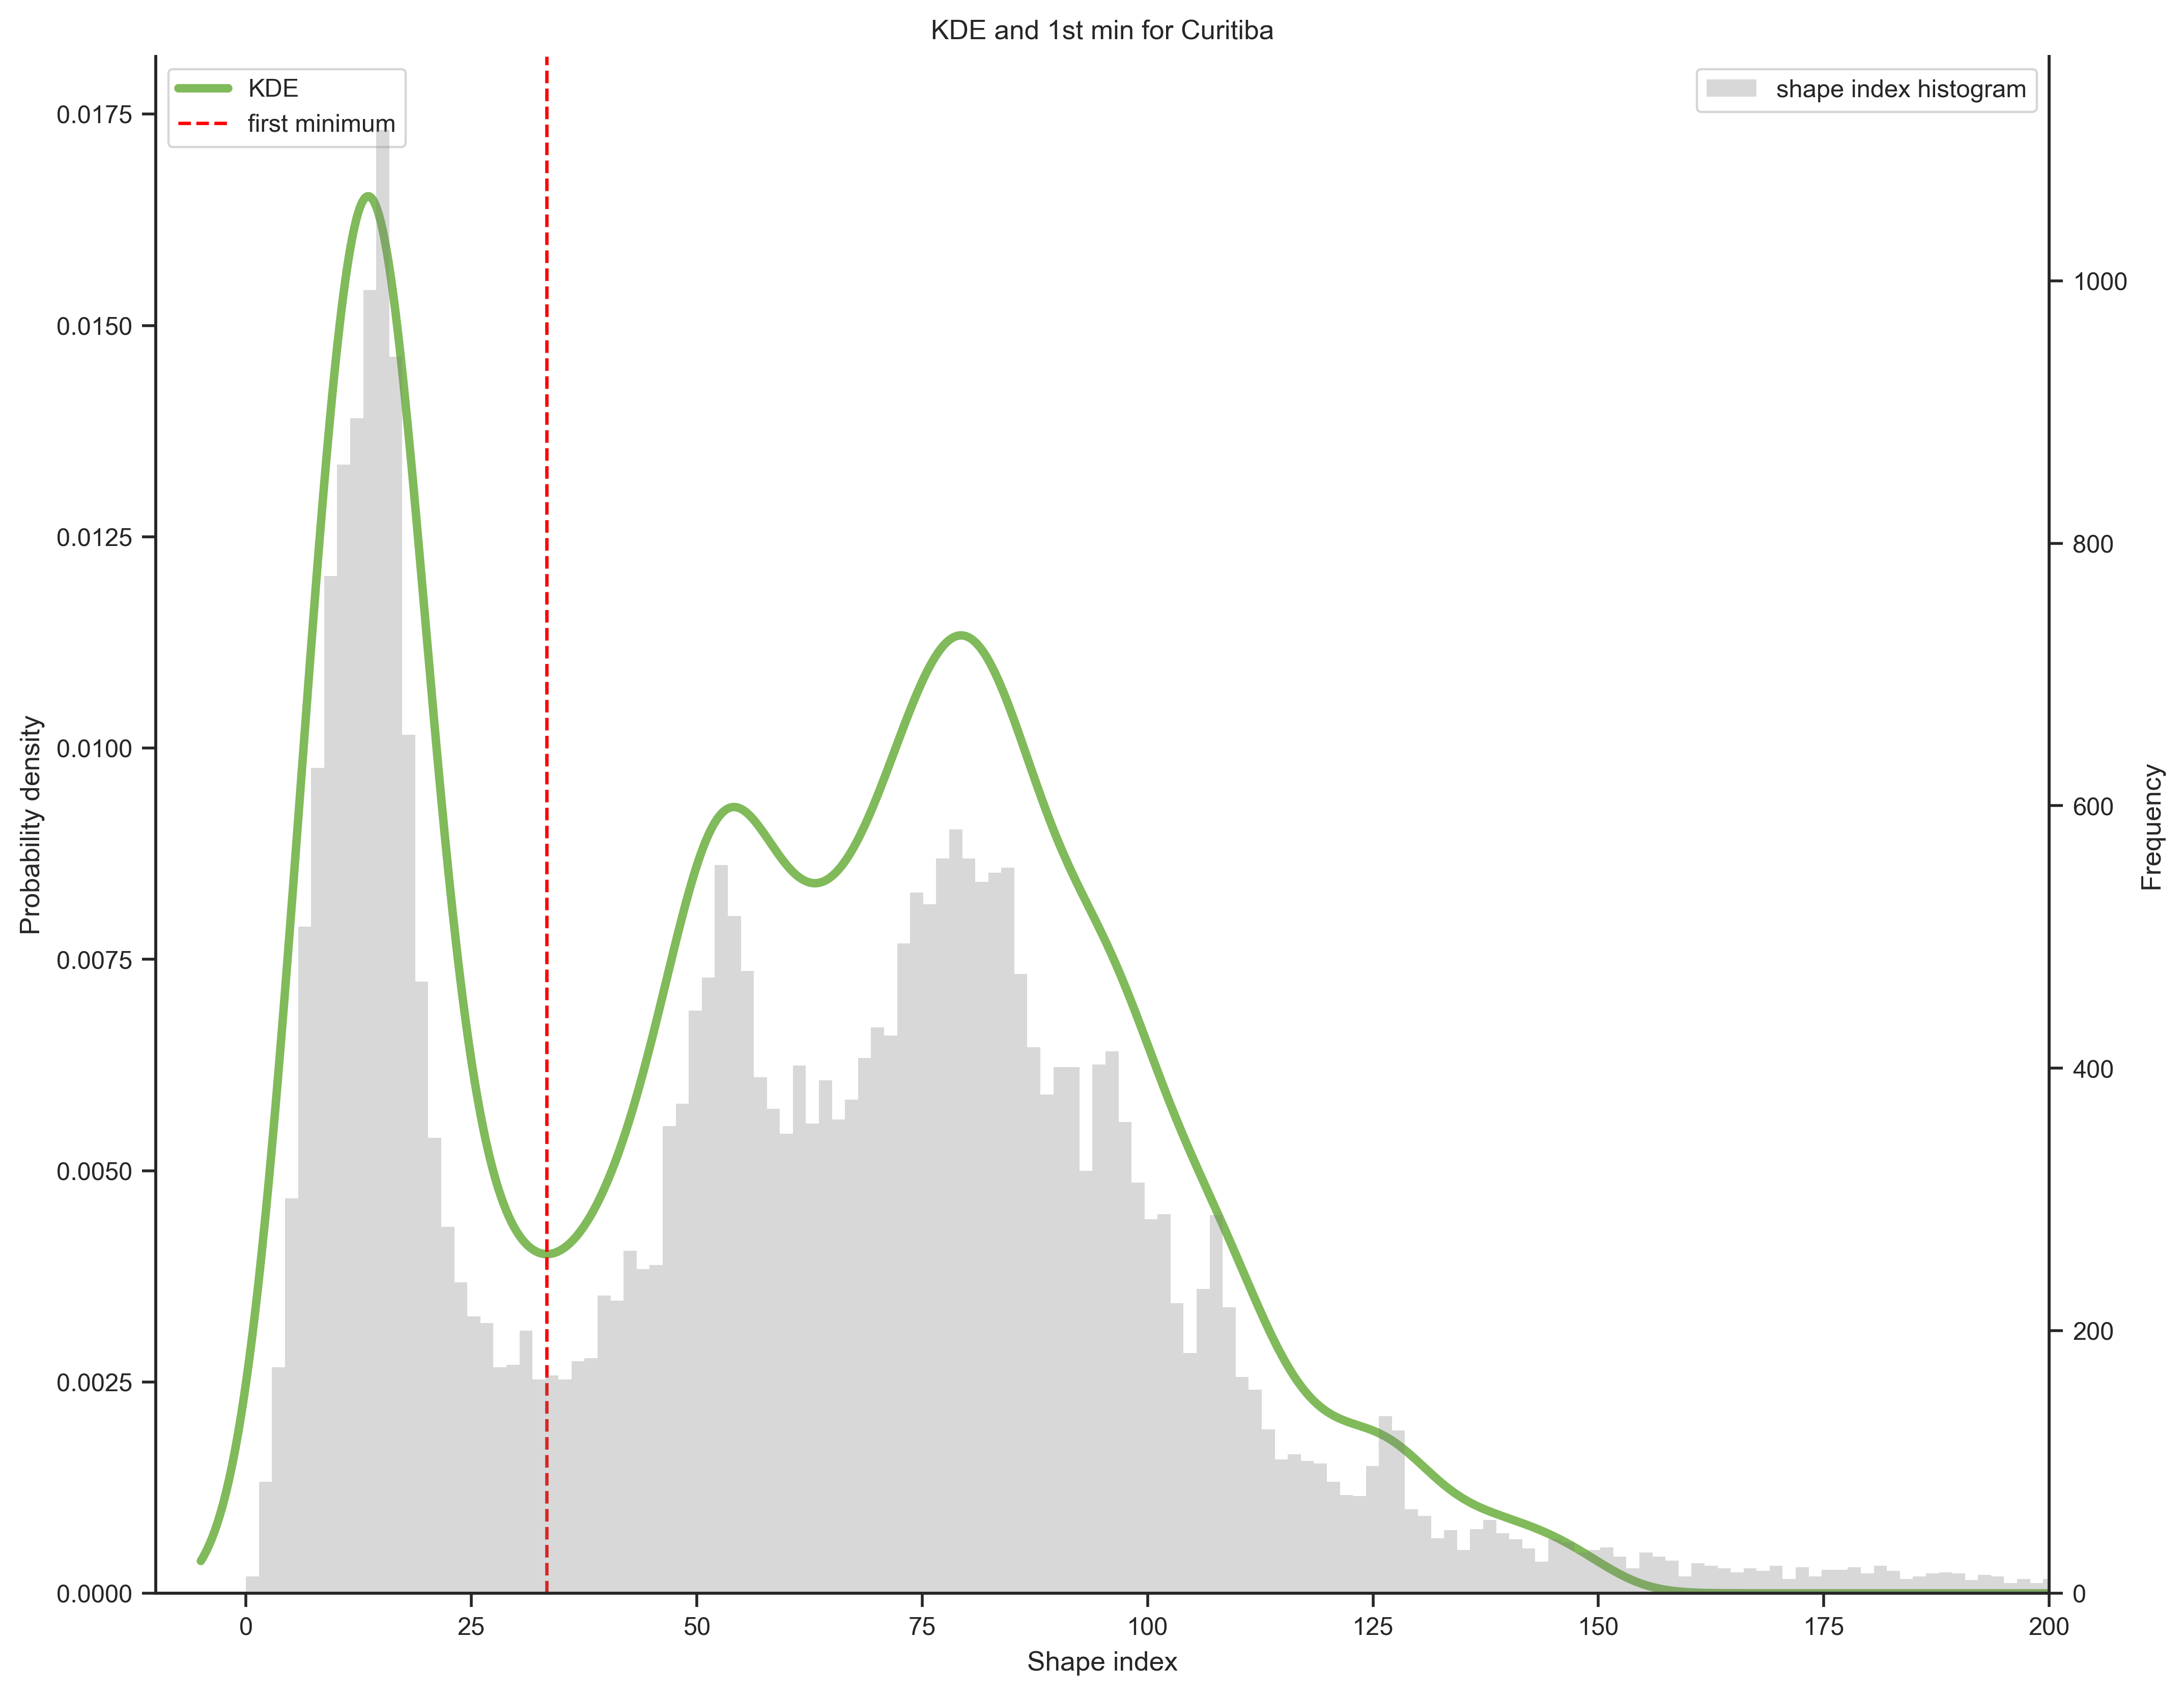 KDE and 1st min for Curitiba
KDE
first minimum
shape index histogram
0.0175
0.0150
0.0125
0.0100
0.0075
0.0050
0.0025
0.0000
Probability density
1000
800
600
400
200
0
Frequency
0 25 50 75 100 125 150 175 200
Shape index